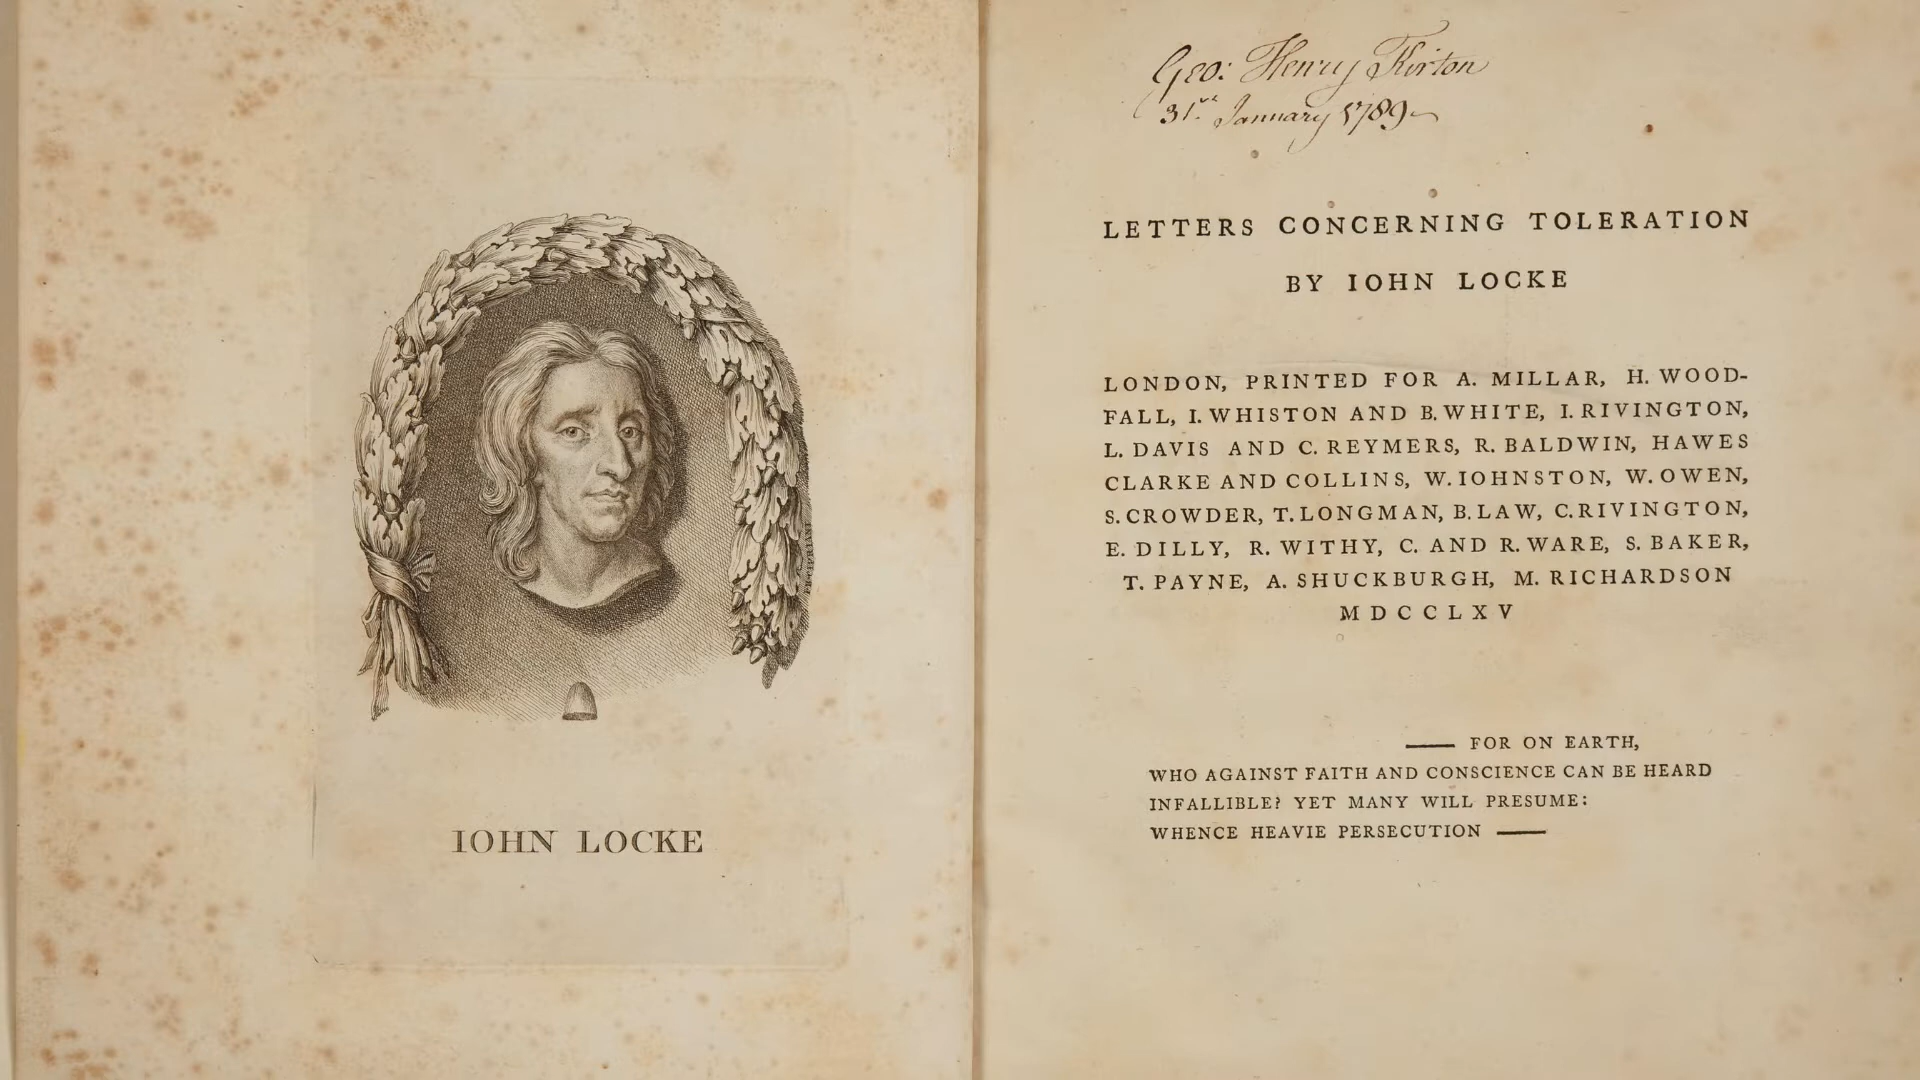 IOHN LOCKE
Geo: Henry Kirton
31st January 1789
LETTERS CONCERNING TOLERATION
BY IOHN LOCKE
LONDON, PRINTED FOR A. MILLAR, H. WOOD-
FALL, I. WHISTON AND B. WHITE, I. RIVINGTON,
L. DAVIS AND C. REYMERS, R. BALDWIN, HAWES
CLARKE AND COLLINS, W. IOHNSTON, W. OWEN,
S. CROWDER, T. LONGMAN, B. LAW, C. RIVINGTON,
E. DILLY, R. WITHY, C. AND R. WARE, S. BAKER,
T. PAYNE, A. SHUCKBURGH, M. RICHARDSON
MDCCLXV
— FOR ON EARTH,
WHO AGAINST FAITH AND CONSCIENCE CAN BE HEARD
INFALLIBLE? YET MANY WILL PRESUME:
WHENCE HEAVIE PERSECUTION —